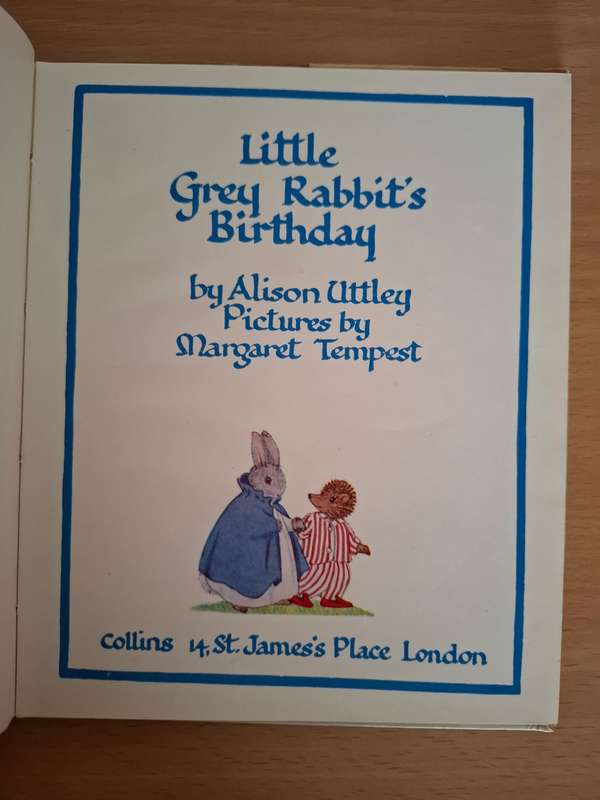 Little
Grey Rabbit's
Birthday
by Alison Uttley
Pictures by
Margaret Tempest
Collins 14, St. James's Place London